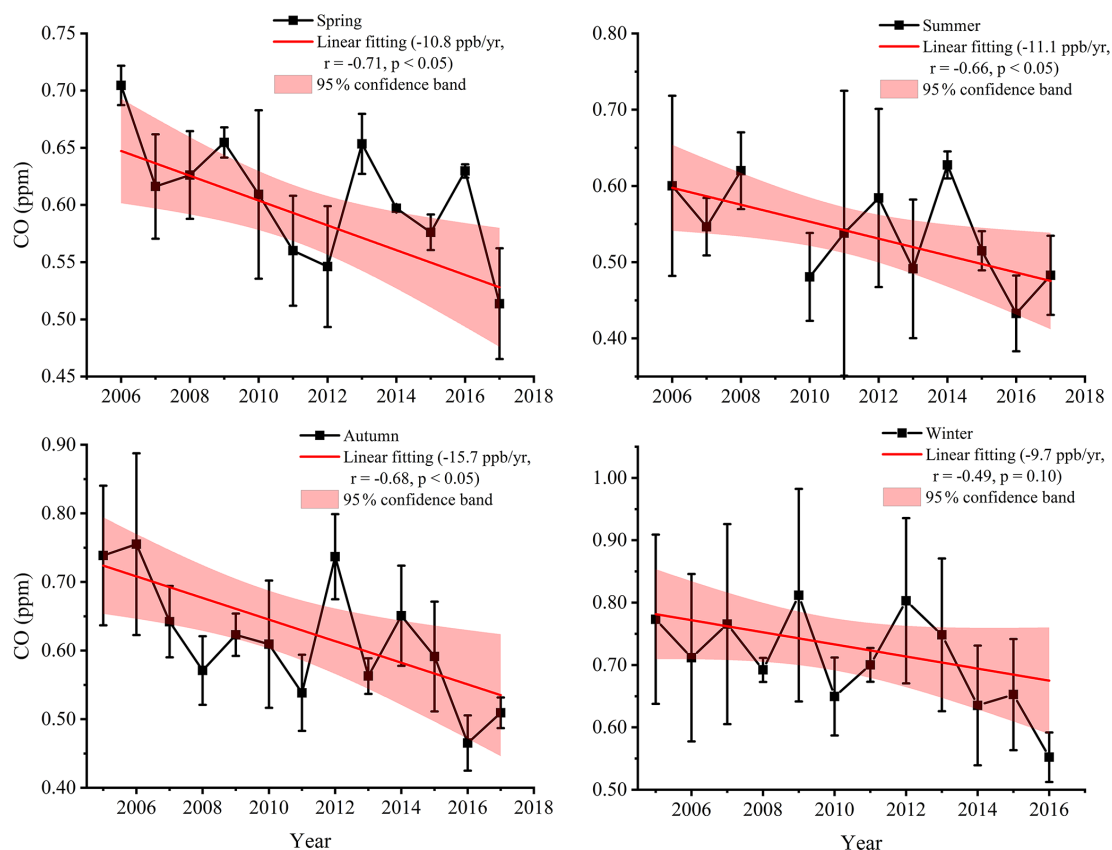 Spring
Linear fitting (-10.8 ppb/yr,
r = -0.71, p < 0.05)
95% confidence band
0.75
0.70
0.65
0.60
0.55
0.50
0.45
CO (ppm)
2006 2008 2010 2012 2014 2016 2018
Summer
Linear fitting (-11.1 ppb/yr,
r = -0.66, p < 0.05)
95% confidence band
0.80
0.60
0.50
0.40
2006 2008 2010 2012 2014 2016 2018
Autumn
Linear fitting (-15.7 ppb/yr,
r = -0.68, p < 0.05)
95% confidence band
0.90
0.80
0.70
0.60
0.50
0.40
CO (ppm)
2006 2008 2010 2012 2014 2016 2018
Year
Winter
Linear fitting (-9.7 ppb/yr,
r = -0.49, p = 0.10)
95% confidence band
1.00
0.90
0.80
0.70
0.60
0.50
2006 2008 2010 2012 2014 2016
Year